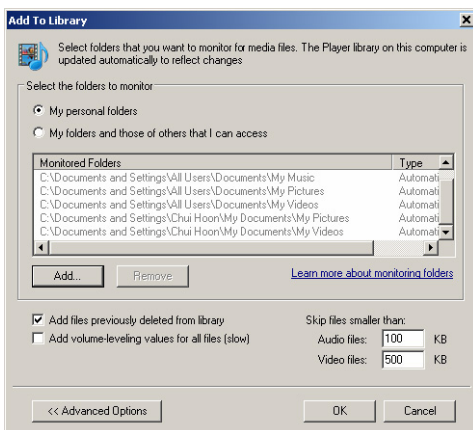 Add To Library
Select folders that you want to monitor for media files. The Player library on this computer is
updated automatically to reflect changes
Select the folders to monitor
My personal folders
My folders and those of others that I can access
Monitored Folders Type
C:\Documents and Settings\All Users\Documents\My Music Automati
C:\Documents and Settings\All Users\Documents\My Pictures Automati
C:\Documents and Settings\All Users\Documents\My Videos Automati
C:\Documents and Settings\Chui Hoon\My Documents\My Pictures Automati
C:\Documents and Settings\Chui Hoon\My Documents\My Videos Automati
Add... Remove Learn more about monitoring folders
Add files previously deleted from library
Add volume-leveling values for all files (slow)
Skip files smaller than:
Audio files: 100 KB
Video files: 500 KB
<< Advanced Options OK Cancel